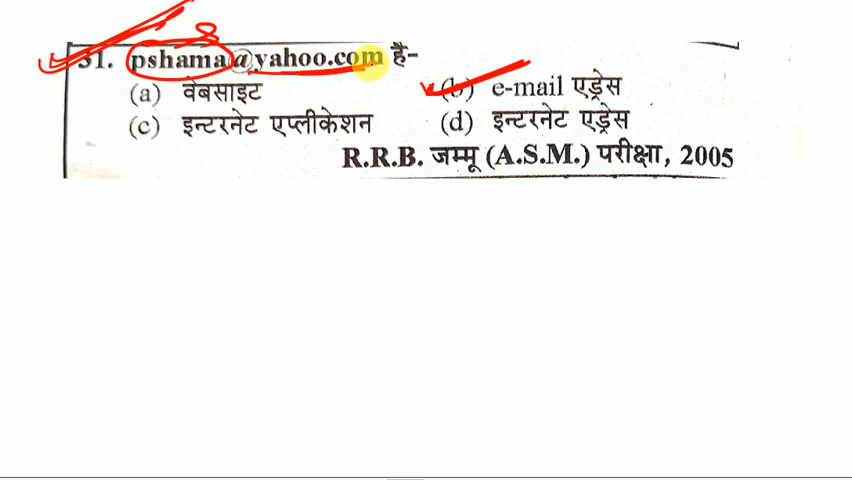 31. pshama@yahoo.com है-
(a) वेबसाइट (b) e-mail एड्रेस
(c) इन्टरनेट एप्लीकेशन (d) इन्टरनेट एड्रेस
R.R.B. जम्मू (A.S.M.) परीक्षा, 2005